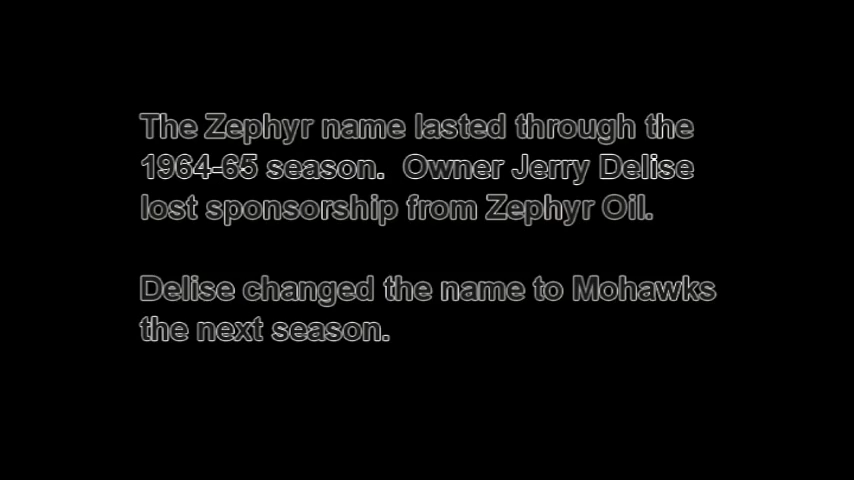 The Zephyr name lasted through the
1964-65 season.  Owner Jerry Delise
lost sponsorship from Zephyr Oil.
Delise changed the name to Mohawks
the next season.